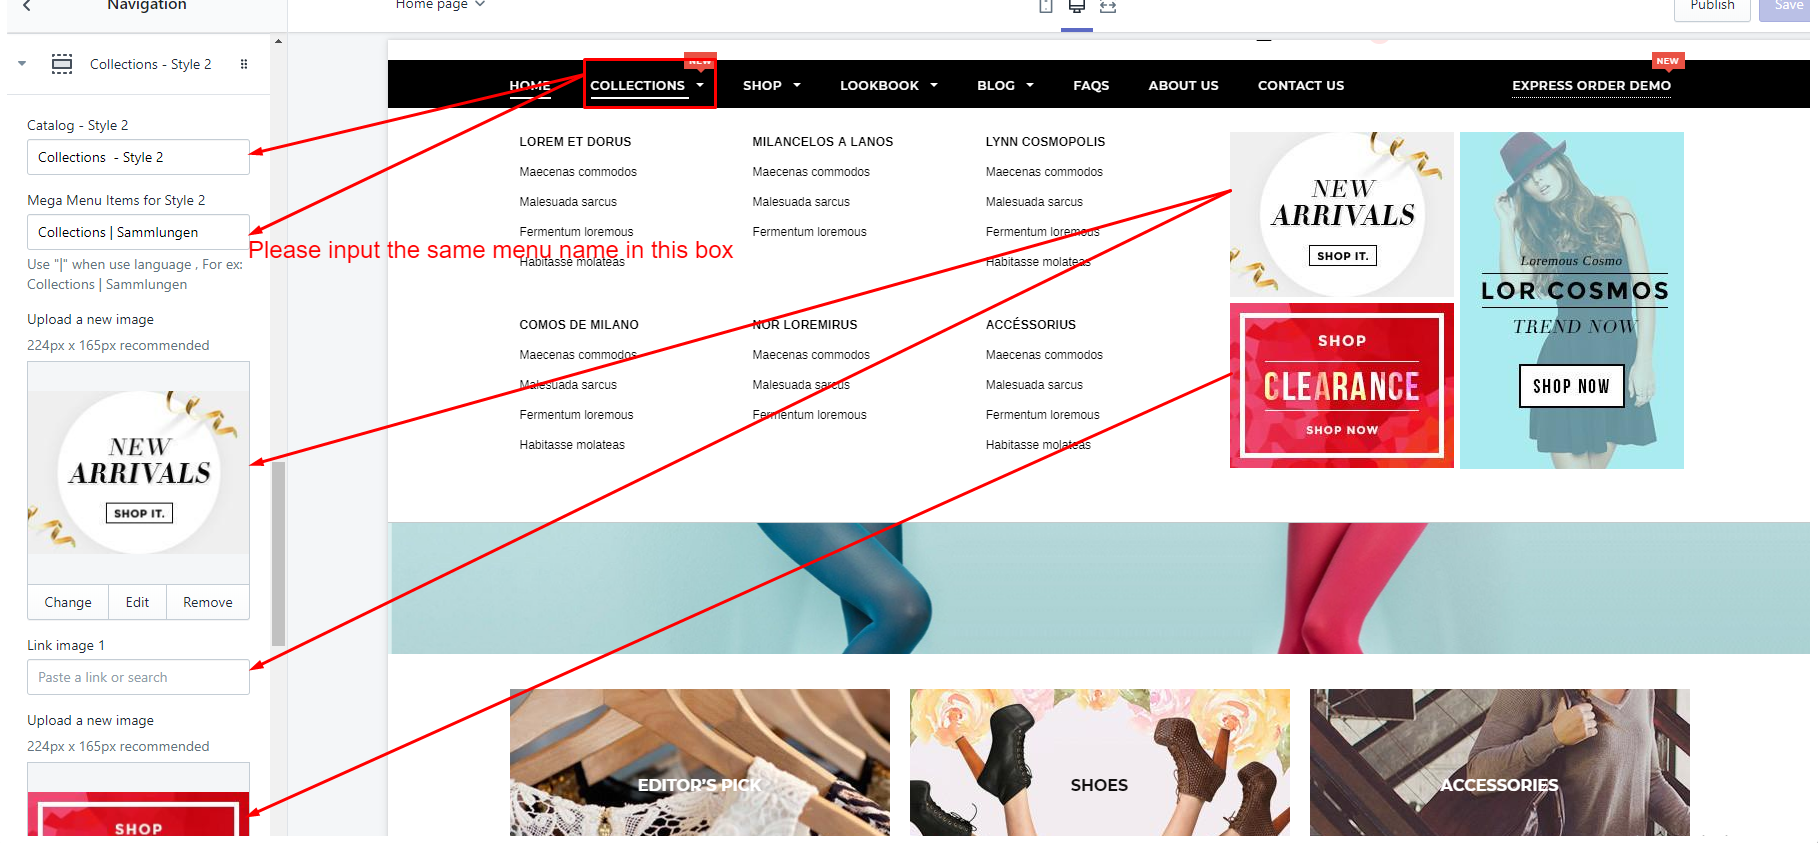 Navigation
Home page
Publish
Save
Collections - Style 2
Catalog - Style 2
Collections  - Style 2
Mega Menu Items for Style 2
Collections | Sammlungen
Use "|" when use language , For ex:
Collections | Sammlungen
Upload a new image
224px x 165px recommended
NEW
ARRIVALS
SHOP IT.
Change
Edit
Remove
Link image 1
Paste a link or search
Upload a new image
224px x 165px recommended
SHOP
NEW
NEW
HOME
COLLECTIONS
SHOP
LOOKBOOK
BLOG
FAQS
ABOUT US
CONTACT US
EXPRESS ORDER DEMO
Please input the same menu name in this box
LOREM ET DORUS
Maecenas commodos
Malesuada sarcus
Fermentum loremous
Habitasse molateas
MILANCELOS A LANOS
Maecenas commodos
Malesuada sarcus
Fermentum loremous
LYNN COSMOPOLIS
Maecenas commodos
Malesuada sarcus
Fermentum loremous
Habitasse molateas
COMOS DE MILANO
Maecenas commodos
Malesuada sarcus
Fermentum loremous
Habitasse molateas
NOR LOREMIRUS
Maecenas commodos
Malesuada sarcus
Fermentum loremous
ACCÉSSORIUS
Maecenas commodos
Malesuada sarcus
Fermentum loremous
Habitasse molateas
NEW
ARRIVALS
SHOP IT.
SHOP
CLEARANCE
SHOP NOW
Loremous Cosmo
LOR COSMOS
TREND NOW
SHOP NOW
EDITOR'S PICK
SHOES
ACCESSORIES